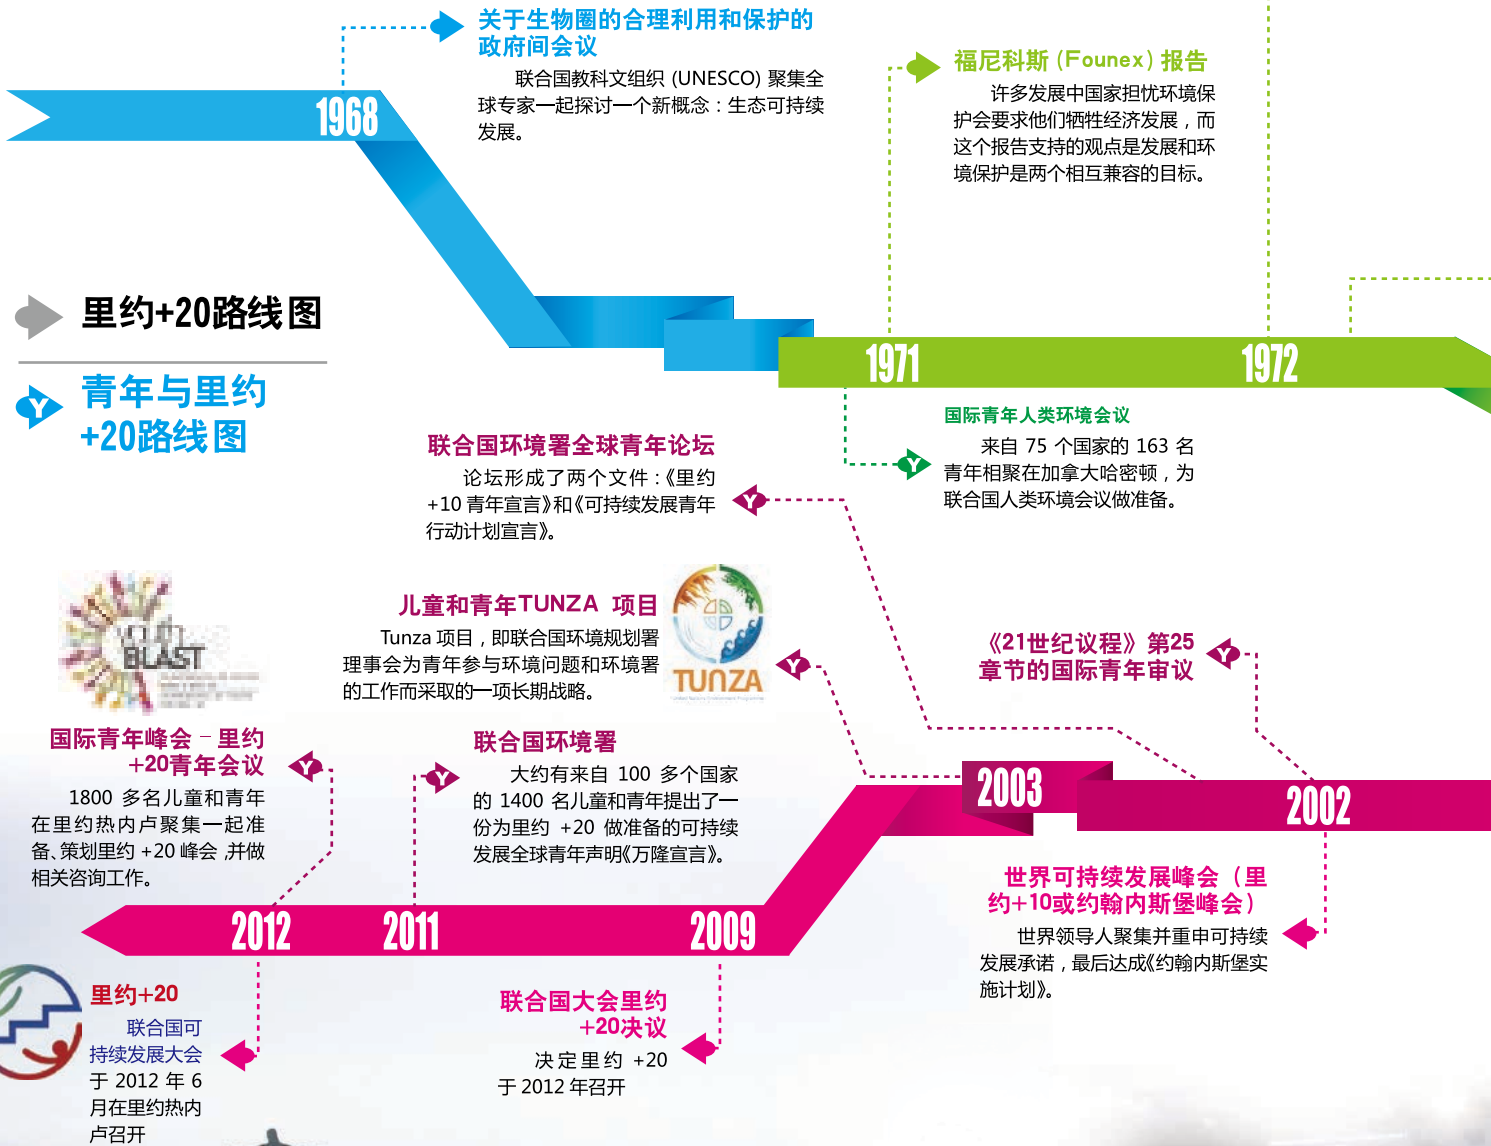 关于生物圈的合理利用和保护的
政府间会议
联合国教科文组织 (UNESCO) 聚集全
球专家一起探讨一个新概念：生态可持续
发展。
1968
福尼科斯 (Founex) 报告
许多发展中国家担忧环境保
护会要求他们牺牲经济发展，而
这个报告支持的观点是发展和环
境保护是两个相互兼容的目标。
里约+20路线图
青年与里约
+20路线图
1971
1972
Y
国际青年人类环境会议
来自 75 个国家的 163 名
青年相聚在加拿大哈密顿，为
联合国人类环境会议做准备。
Y
联合国环境署全球青年论坛
论坛形成了两个文件：《里约
+10 青年宣言》和《可持续发展青年
行动计划宣言》。
Y
youth
BLAST
儿童和青年TUNZA 项目
Tunza 项目，即联合国环境规划署
理事会为青年参与环境问题和环境署
的工作而采取的一项长期战略。
TUNZA
Y
《21世纪议程》第25
章节的国际青年审议
Y
国际青年峰会－里约
+20青年会议
1800 多名儿童和青年
在里约热内卢聚集一起准
备、策划里约 +20 峰会 ,并做
相关咨询工作。
Y
联合国环境署
大约有来自 100 多个国家
的 1400 名儿童和青年提出了一
份为里约 +20 做准备的可持续
发展全球青年声明《万隆宣言》。
Y
2003
2002
世界可持续发展峰会（里
约+10或约翰内斯堡峰会）
世界领导人聚集并重申可持续
发展承诺，最后达成《约翰内斯堡实
施计划》。
2012
2011
2009
里约+20
联合国可
持续发展大会
于 2012 年 6
月在里约热内
卢召开
联合国大会里约
+20决议
决定里约 +20
于 2012 年召开